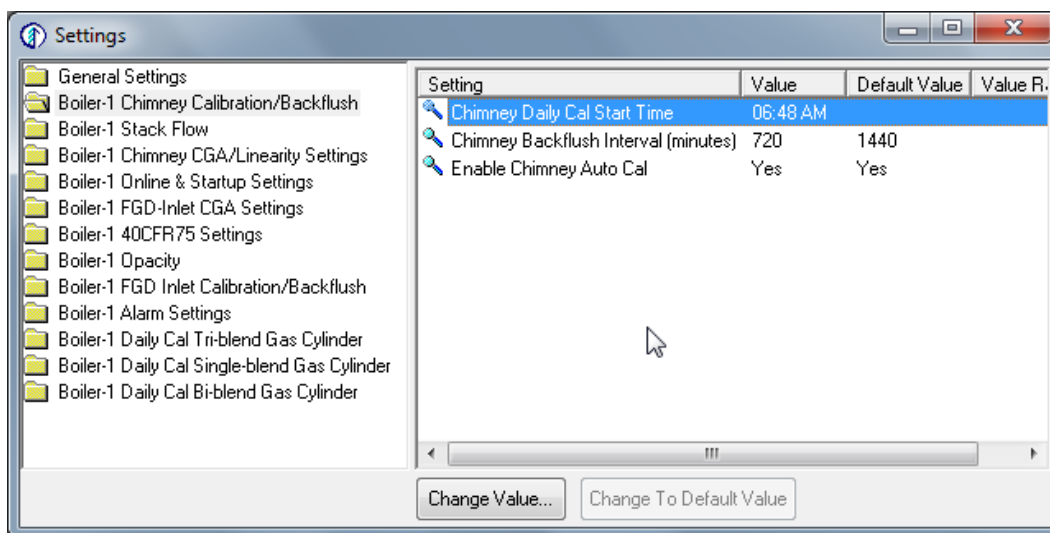 Settings
General Settings
Boiler-1 Chimney Calibration/Backflush
Boiler-1 Stack Flow
Boiler-1 Chimney CGA/Linearity Settings
Boiler-1 Online & Startup Settings
Boiler-1 FGD-Inlet CGA Settings
Boiler-1 40CFR75 Settings
Boiler-1 Opacity
Boiler-1 FGD Inlet Calibration/Backflush
Boiler-1 Alarm Settings
Boiler-1 Daily Cal Tri-blend Gas Cylinder
Boiler-1 Daily Cal Single-blend Gas Cylinder
Boiler-1 Daily Cal Bi-blend Gas Cylinder
Setting Value Default Value Value R
Chimney Daily Cal Start Time 06:48 AM
Chimney Backflush Interval (minutes) 720 1440
Enable Chimney Auto Cal Yes Yes
Change Value... Change To Default Value